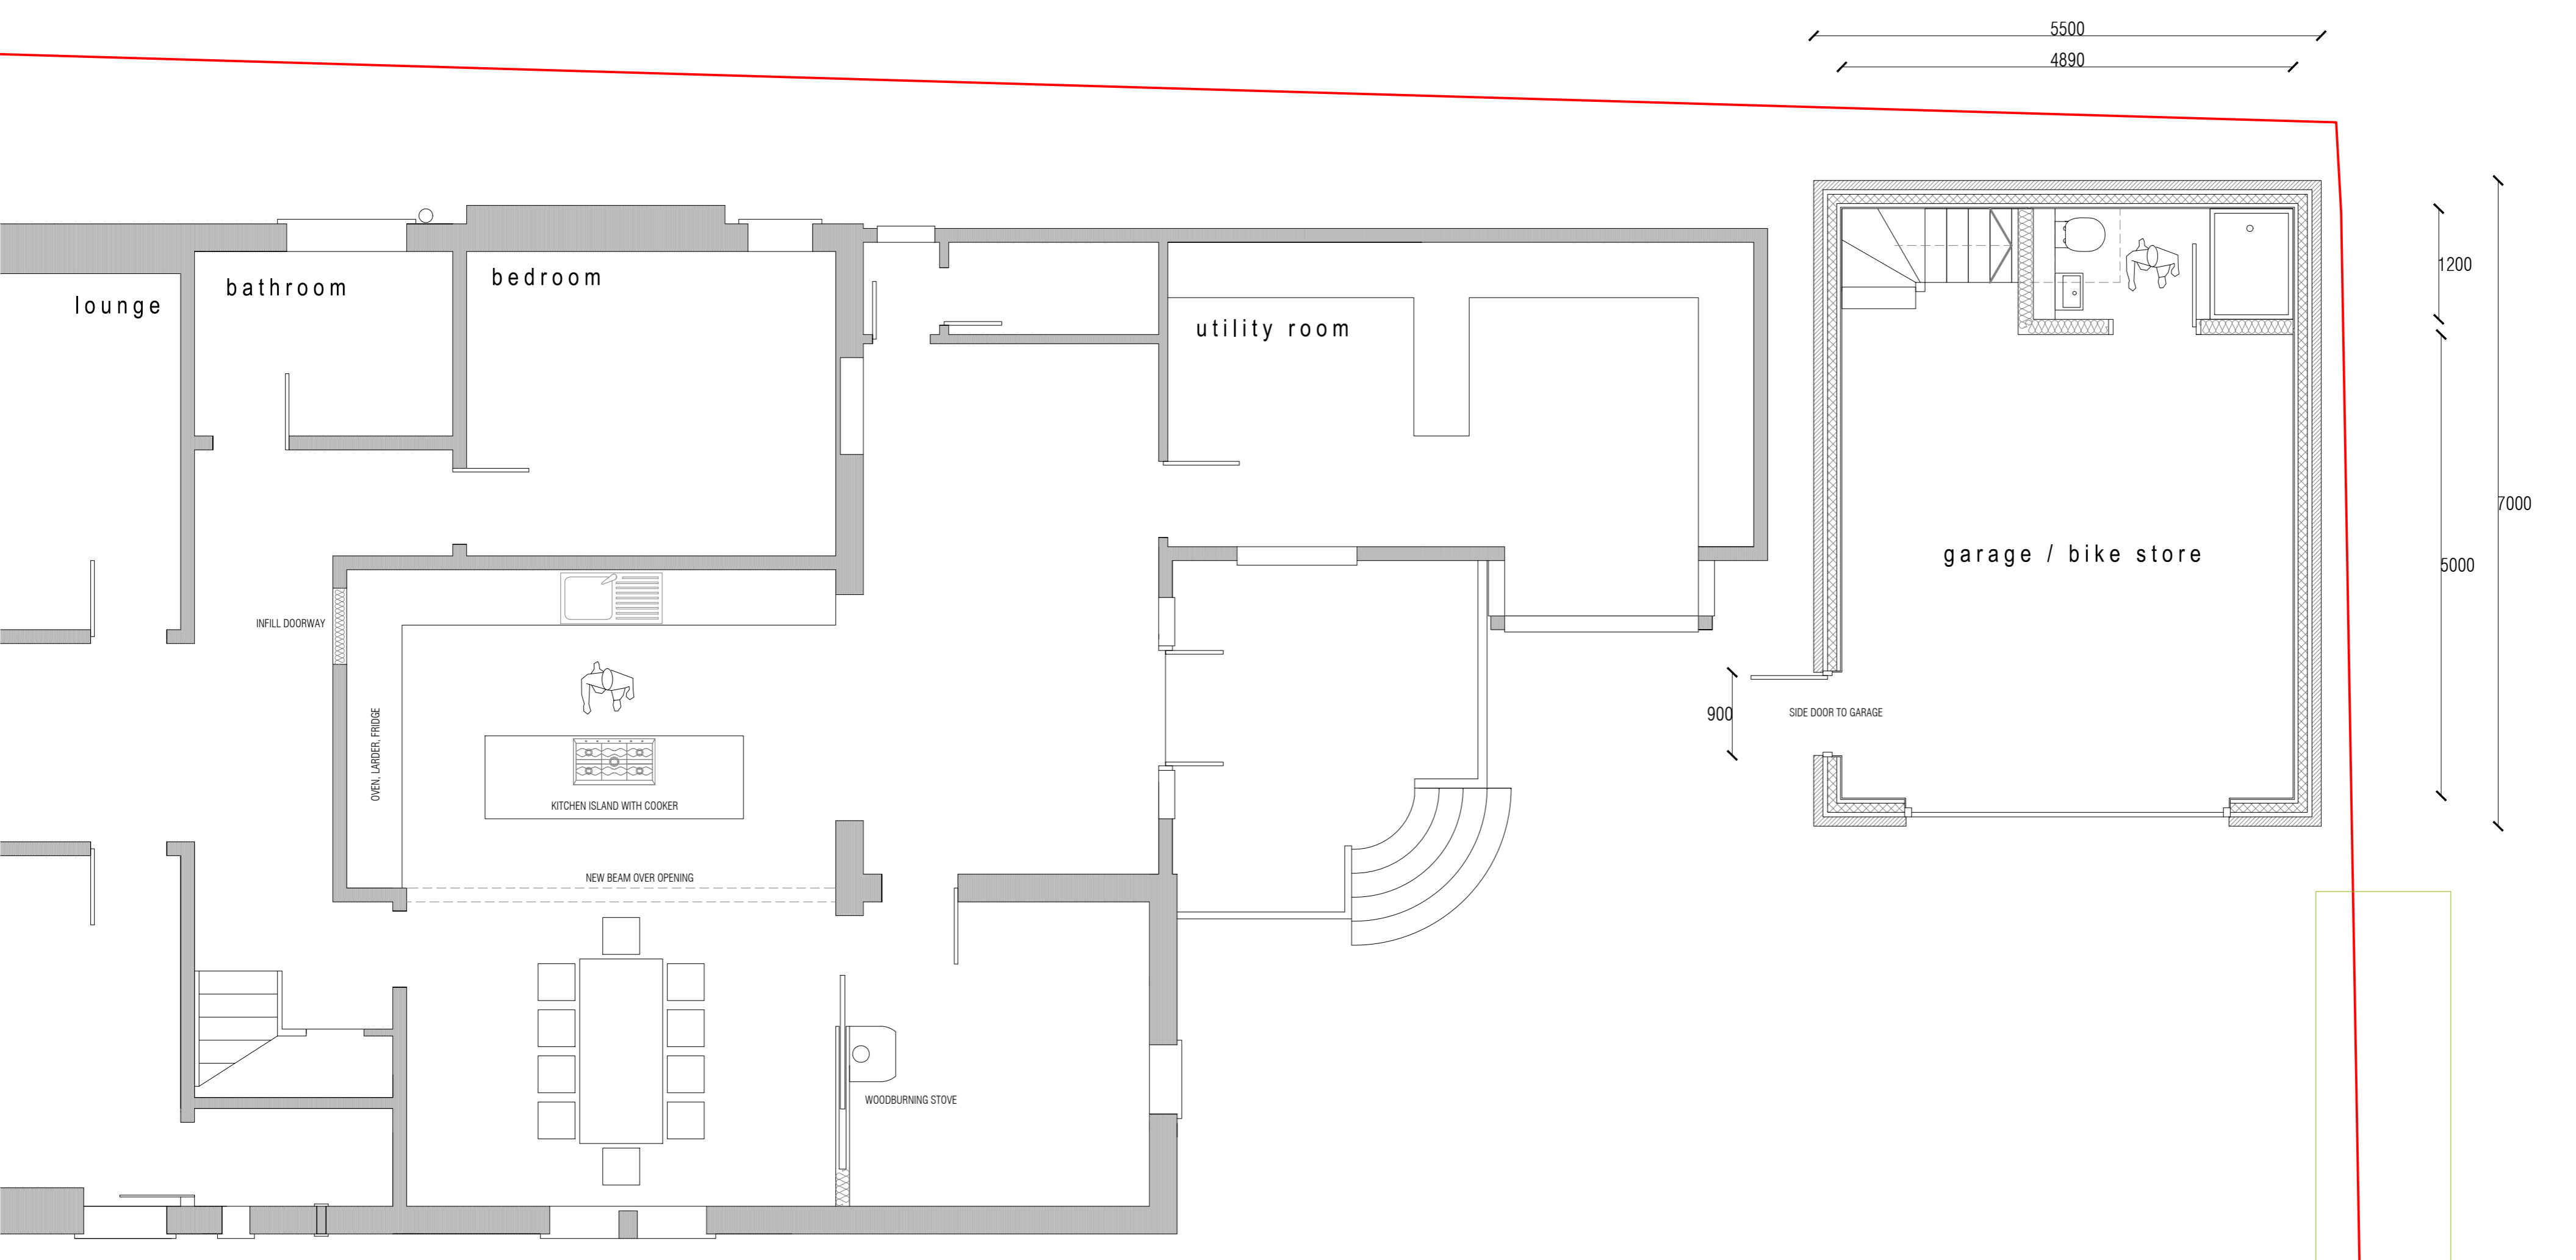 5500
4890
lounge
bathroom
bedroom
utility room
1200
7000
garage / bike store
5000
INFILL DOORWAY
OVEN, LARDER, FRIDGE
900
SIDE DOOR TO GARAGE
KITCHEN ISLAND WITH COOKER
NEW BEAM OVER OPENING
WOODBURNING STOVE